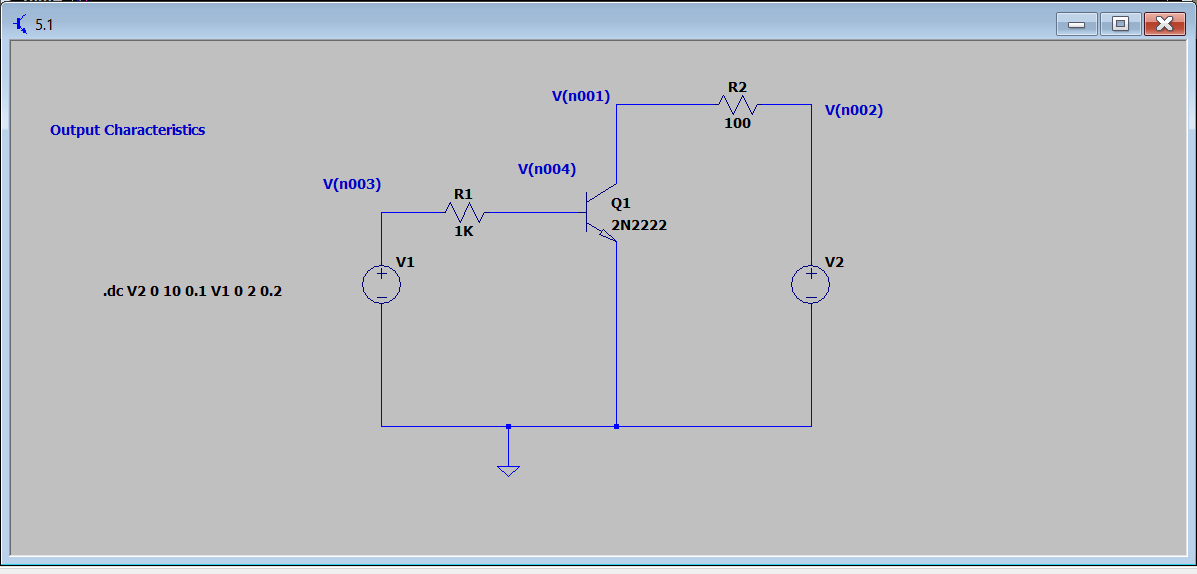 5.1
R2
V(n001)
V(n002)
100
Output Characteristics
V(n004)
V(n003)
R1
Q1
2N2222
1K
V1
V2
.dc V2 0 10 0.1 V1 0 2 0.2